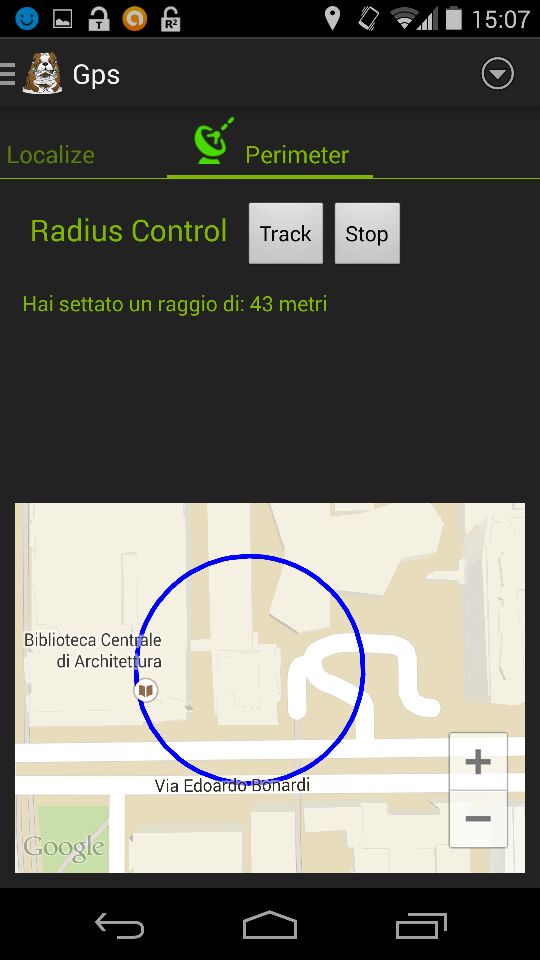 15:07
Gps
Localize
Perimeter
Radius Control
Track
Stop
Hai settato un raggio di: 43 metri
Biblioteca Centrale
di Architettura
Via Edoardo Bonardi
+
−
Google